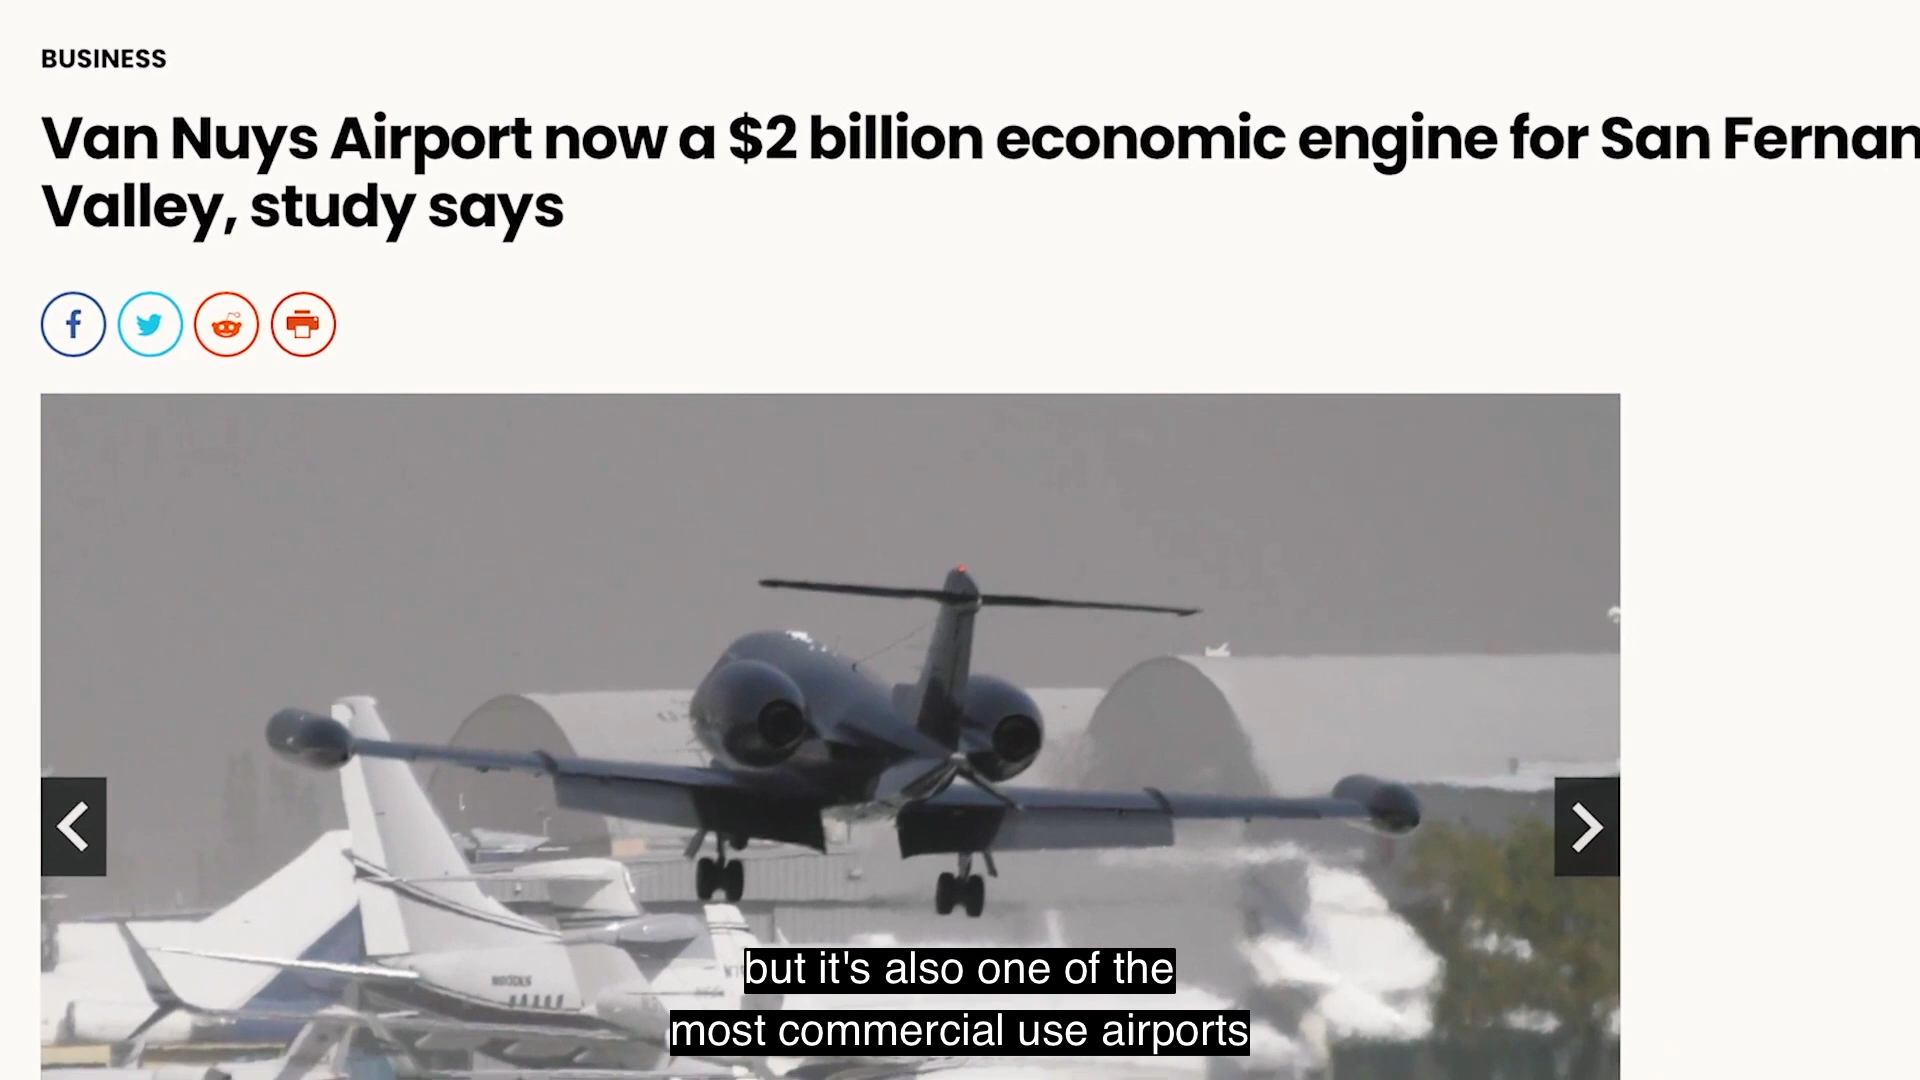 BUSINESS
Van Nuys Airport now a $2 billion economic engine for San Fernan
Valley, study says
but it's also one of the
most commercial use airports